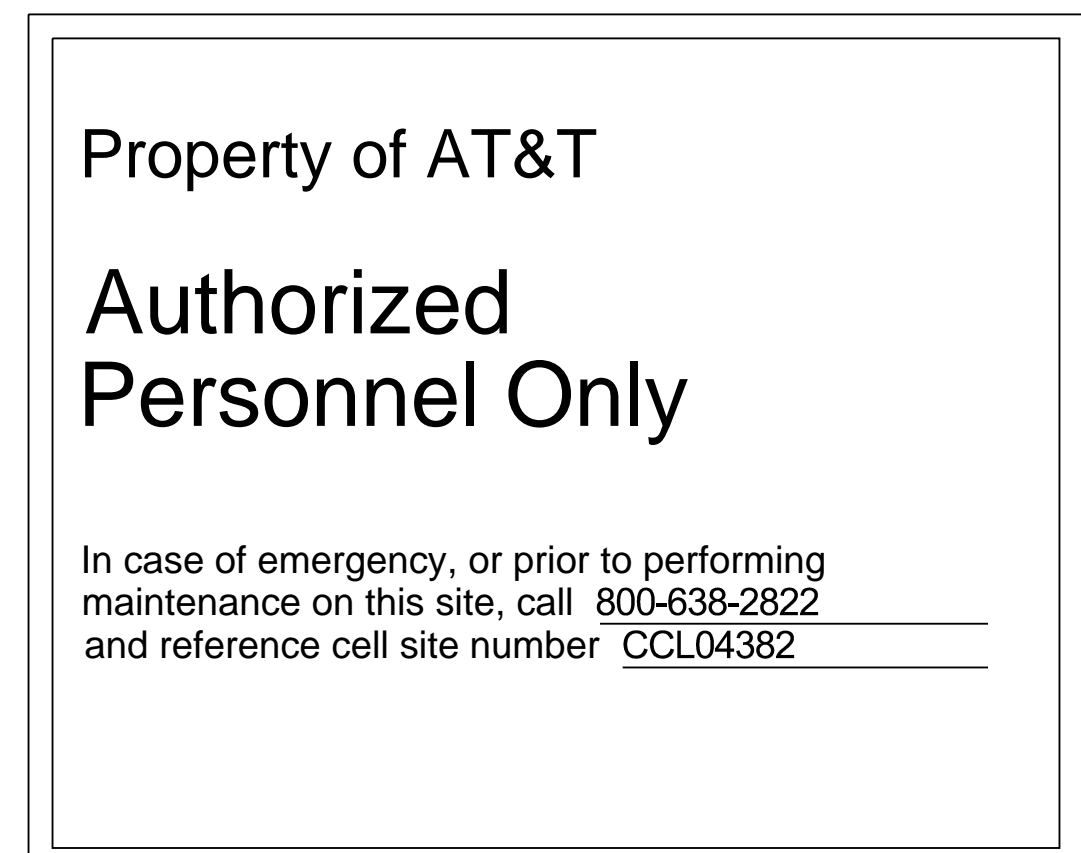 Property of AT&T
Authorized
Personnel Only
In case of emergency, or prior to performing
maintenance on this site, call 800-638-2822
and reference cell site number CCL04382